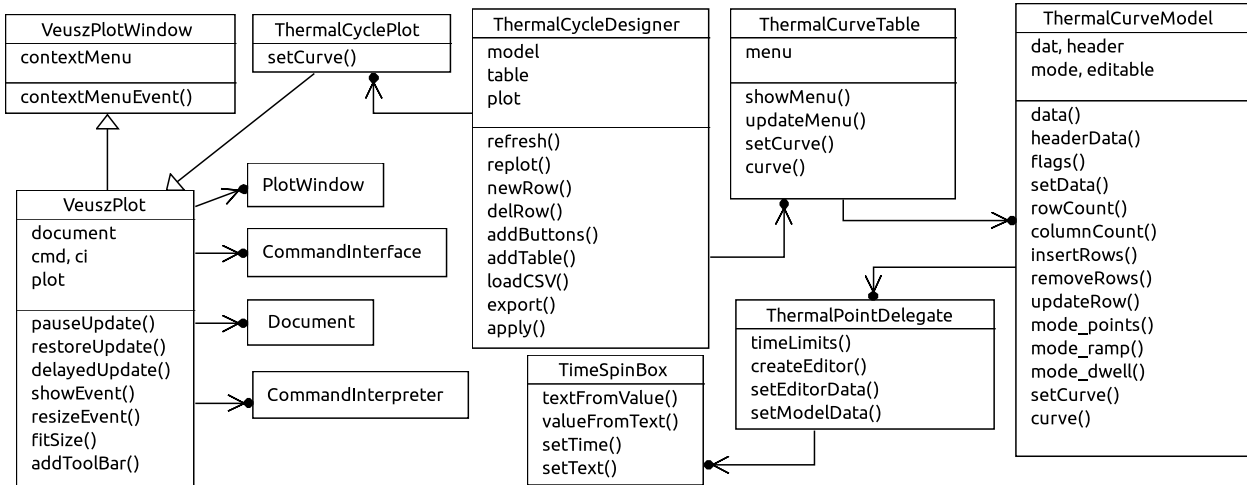 VeuszPlotWindow
contextMenu
contextMenuEvent()
ThermalCyclePlot
setCurve()
ThermalCycleDesigner
model
table
plot
refresh()
replot()
newRow()
delRow()
addButtons()
addTable()
loadCSV()
export()
apply()
ThermalCurveTable
menu
showMenu()
updateMenu()
setCurve()
curve()
ThermalCurveModel
dat, header
mode, editable
data()
headerData()
flags()
setData()
rowCount()
columnCount()
insertRows()
removeRows()
updateRow()
mode_points()
mode_ramp()
mode_dwell()
setCurve()
curve()
VeuszPlot
document
cmd, ci
plot
pauseUpdate()
restoreUpdate()
delayedUpdate()
showEvent()
resizeEvent()
fitSize()
addToolBar()
PlotWindow
CommandInterface
Document
CommandInterpreter
TimeSpinBox
textFromValue()
valueFromText()
setTime()
setText()
ThermalPointDelegate
timeLimits()
createEditor()
setEditorData()
setModelData()